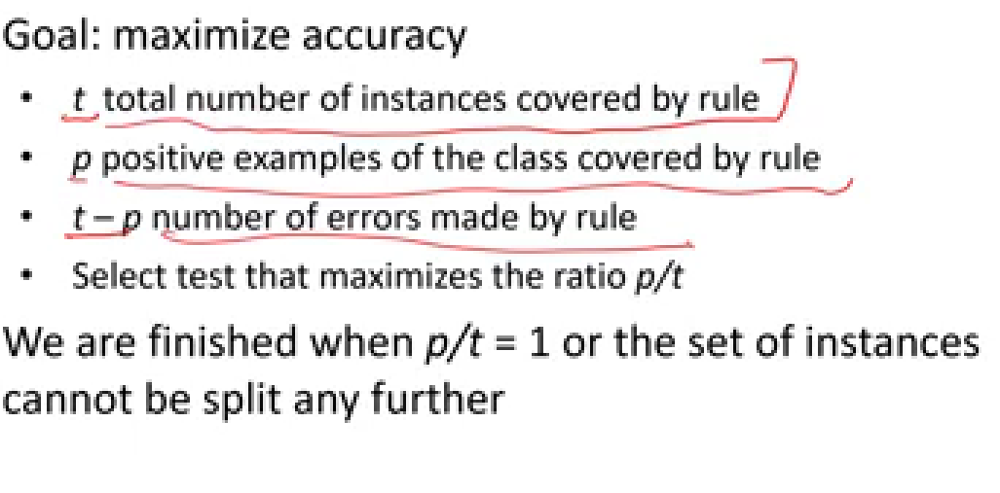 Goal: maximize accuracy
• t total number of instances covered by rule
• p positive examples of the class covered by rule
• t – p number of errors made by rule
• Select test that maximizes the ratio p/t
We are finished when p/t = 1 or the set of instances
cannot be split any further